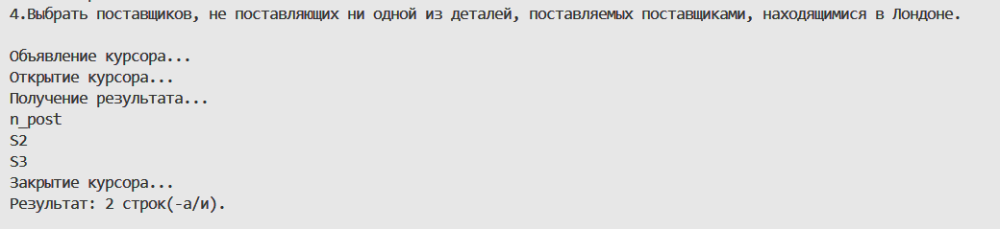 4.Выбрать поставщиков, не поставляющих ни одной из деталей, поставляемых поставщиками, находящимися в Лондоне.
Объявление курсора...
Открытие курсора...
Получение результата...
n_post
S2
S3
Закрытие курсора...
Результат: 2 строк(-а/и).